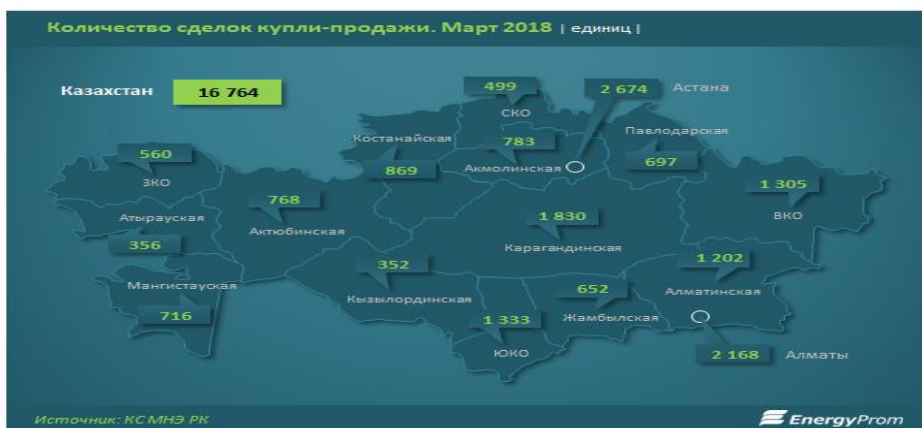 Количество сделок купли-продажи. Март 2018 | единиц |
Казахстан 16 764
499
СКО
2 674 Астана
Костанайская
869
783
Акмолинская
Павлодарская
697
560
ЗКО
768
Актюбинская
1 305
ВКО
Атырауская
356
1 830
Карагандинская
352
Кызылординская
1 202
Алматинская
Мангистауская
716
652
Жамбылская
1 333
ЮКО
2 168 Алматы
Источник: КС МНЭ РК
EnergyProm